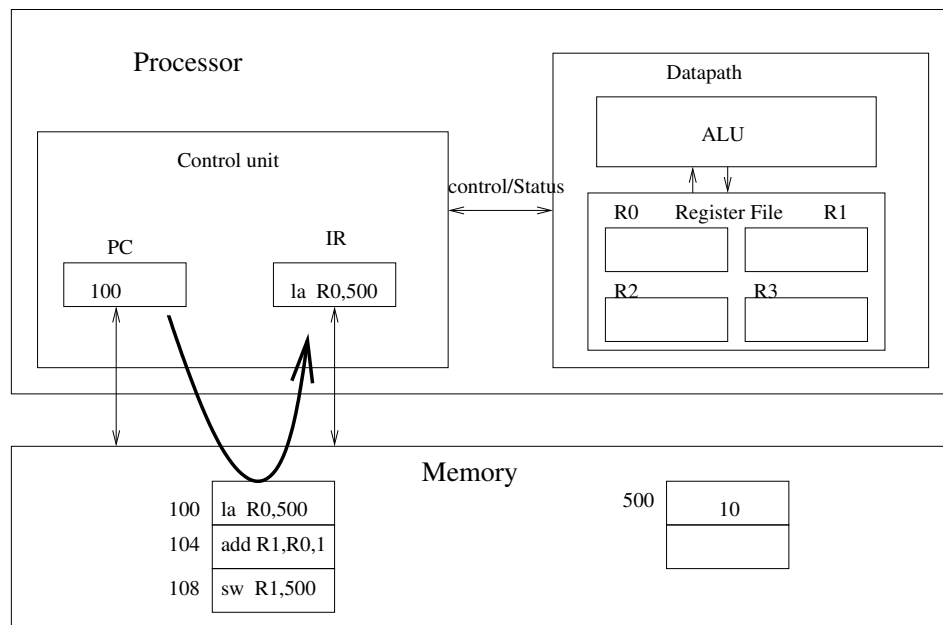 Processor
Datapath
ALU
Control unit
control/Status
R0 Register File R1
PC
IR
100
la R0,500
R2
R3
Memory
100 la R0,500
104 add R1,R0,1
108 sw R1,500
500 10